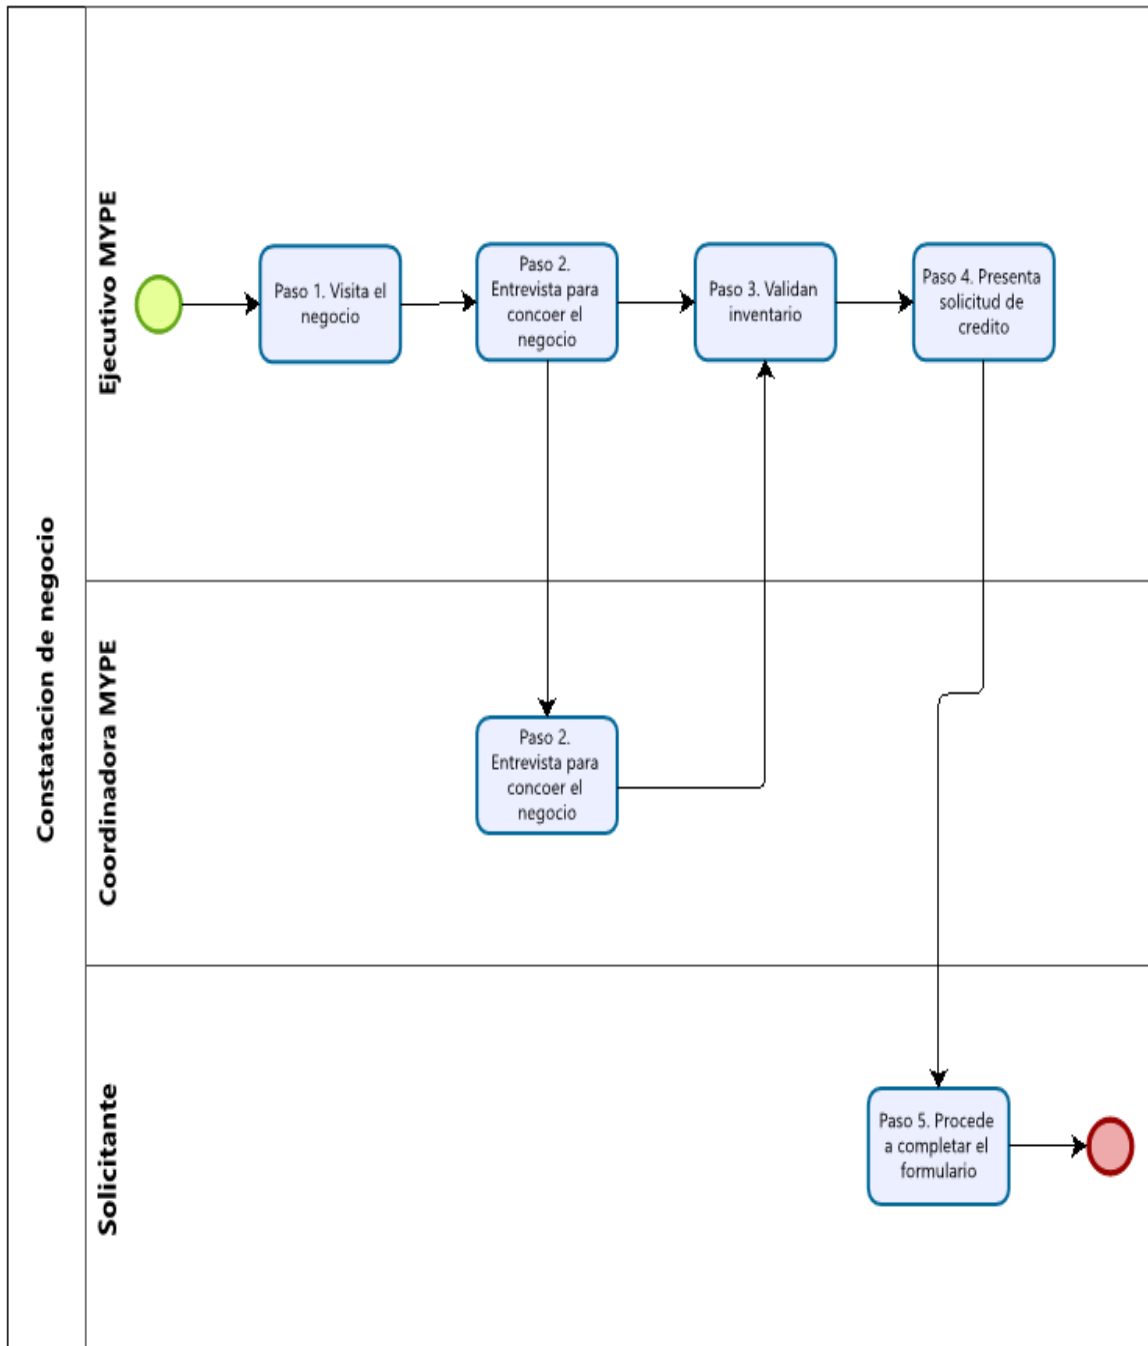 Constatacion de negocio
Ejecutivo MYPE
Paso 1. Visita el
negocio
Paso 2.
Entrevista para
concoer el
negocio
Paso 3. Validan
inventario
Paso 4. Presenta
solicitud de
credito
Coordinadora MYPE
Paso 2.
Entrevista para
concoer el
negocio
Solicitante
Paso 5. Procede
a completar el
formulario